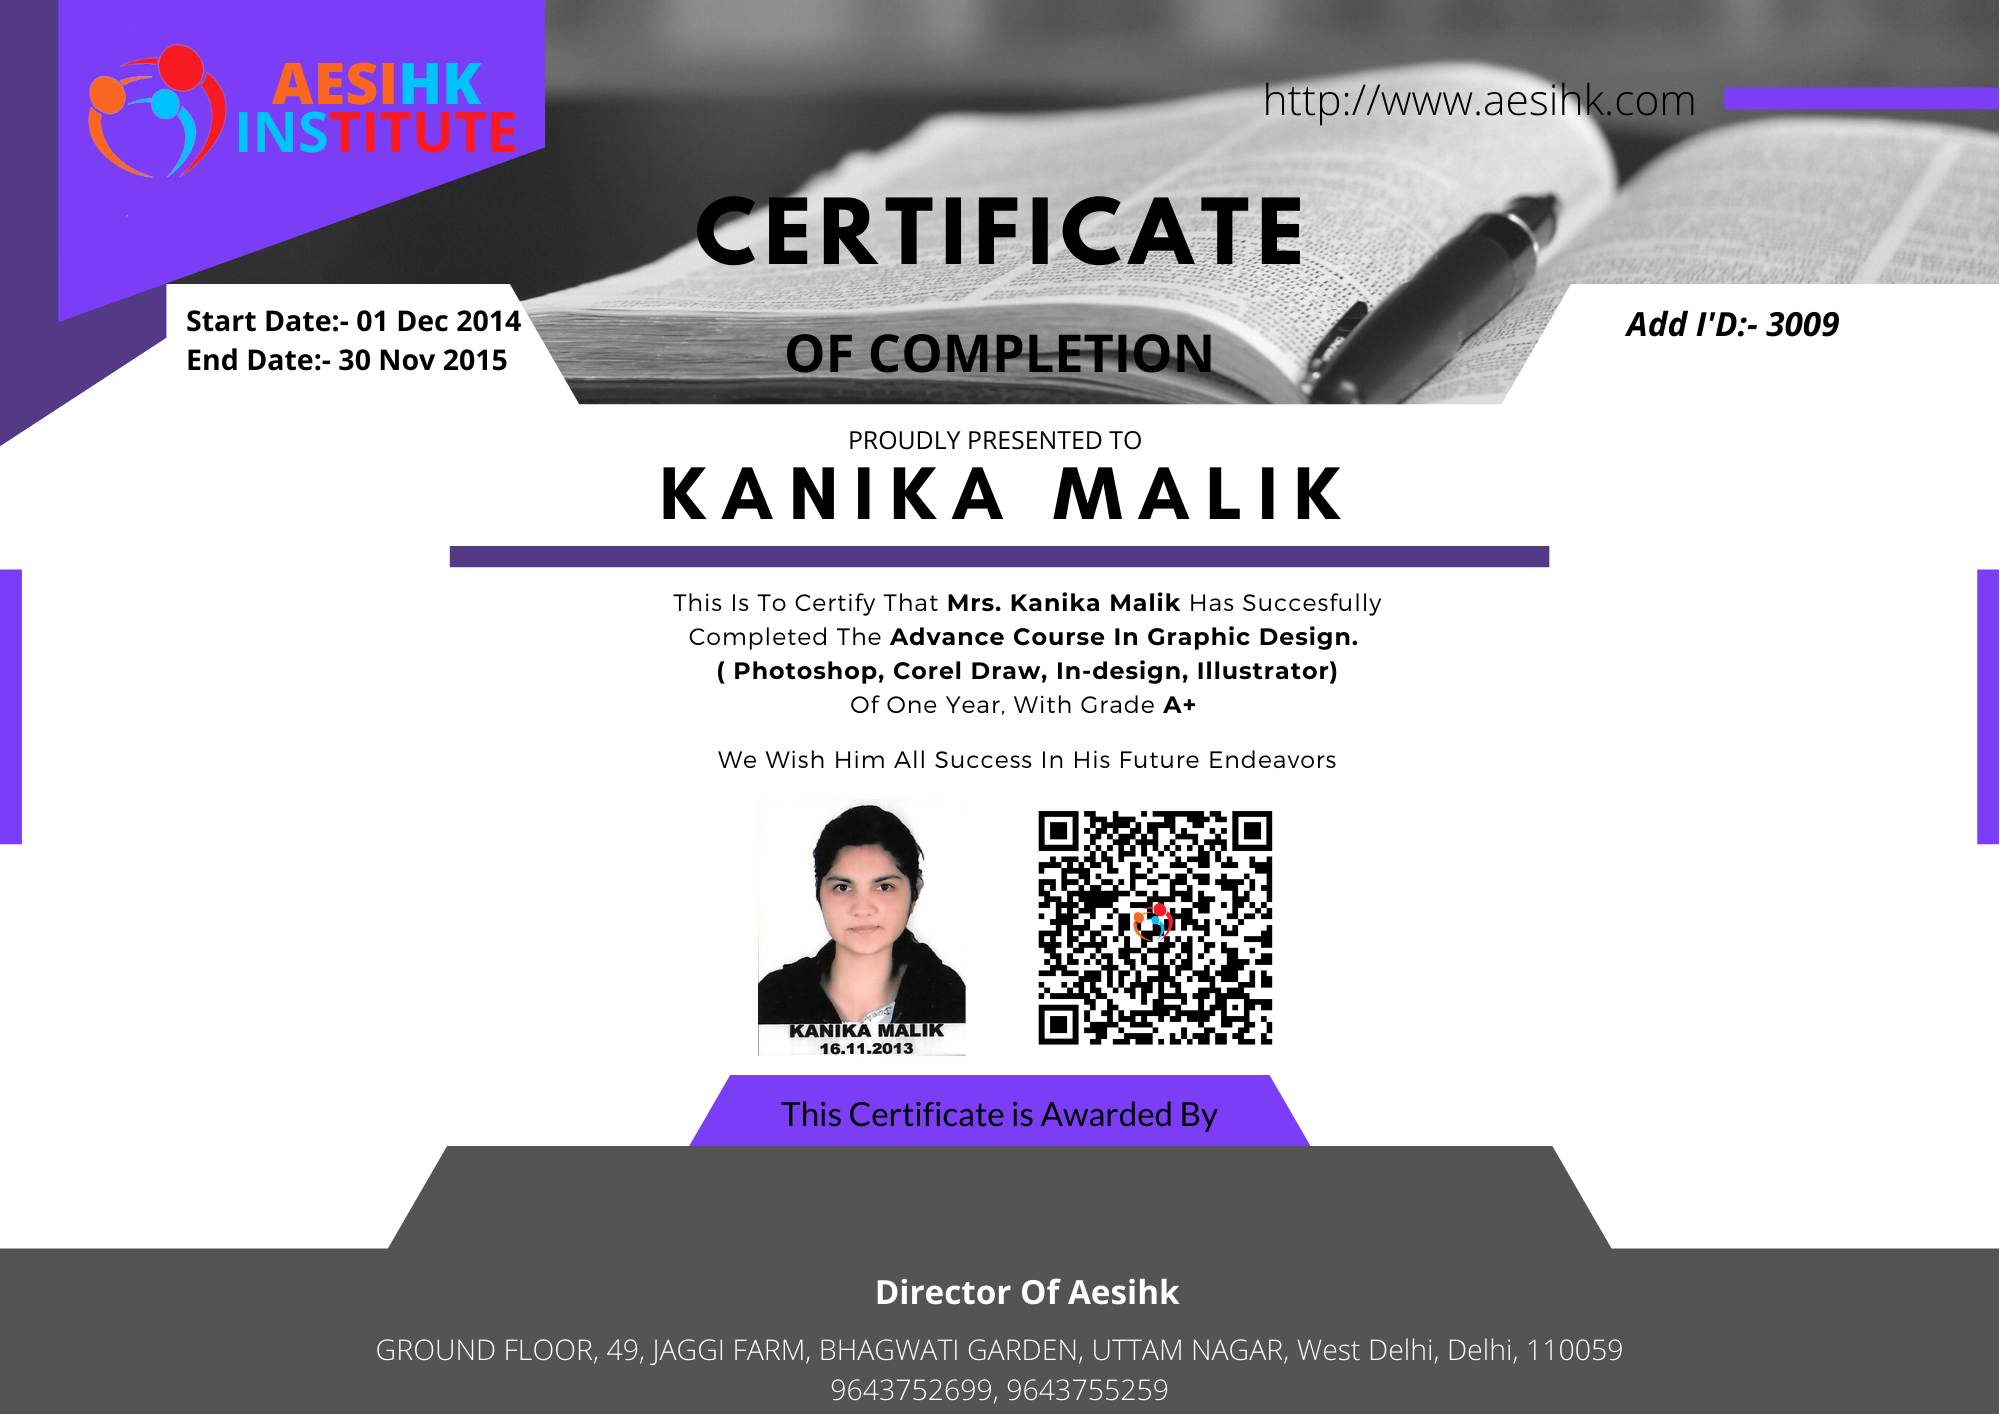 AESIHK
INSTITUTE
http://www.aesihk.com
CERTIFICATE
OF COMPLETION
Start Date:- 01 Dec 2014
End Date:- 30 Nov 2015
Add I'D:- 3009
PROUDLY PRESENTED TO
KANIKA MALIK
This Is To Certify That Mrs. Kanika Malik Has Succesfully
Completed The Advance Course In Graphic Design.
( Photoshop, Corel Draw, In-design, Illustrator)
Of One Year, With Grade A+
We Wish Him All Success In His Future Endeavors
KANIKA MALIK
16.11.2013
This Certificate is Awarded By
Director Of Aesihk
GROUND FLOOR, 49, JAGGI FARM, BHAGWATI GARDEN, UTTAM NAGAR, West Delhi, Delhi, 110059
9643752699, 9643755259